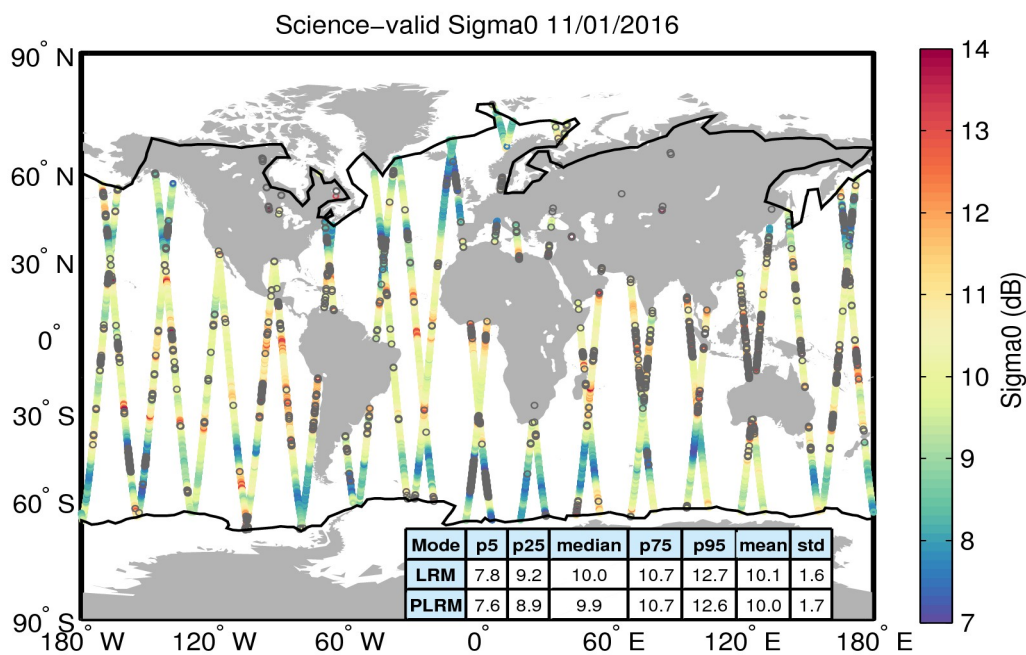 Science−valid Sigma0 11/01/2016
90° N
60° N
30° N
0°
30° S
60° S
90° S
180° W
120° W
60° W
0°
60° E
120° E
180° E
14
13
12
11
10
9
8
7
Sigma0 (dB)
Mode p5 p25 median p75 p95 mean std
LRM 7.8 9.2 10.0 10.7 12.7 10.1 1.6
PLRM 7.6 8.9 9.9 10.7 12.6 10.0 1.7